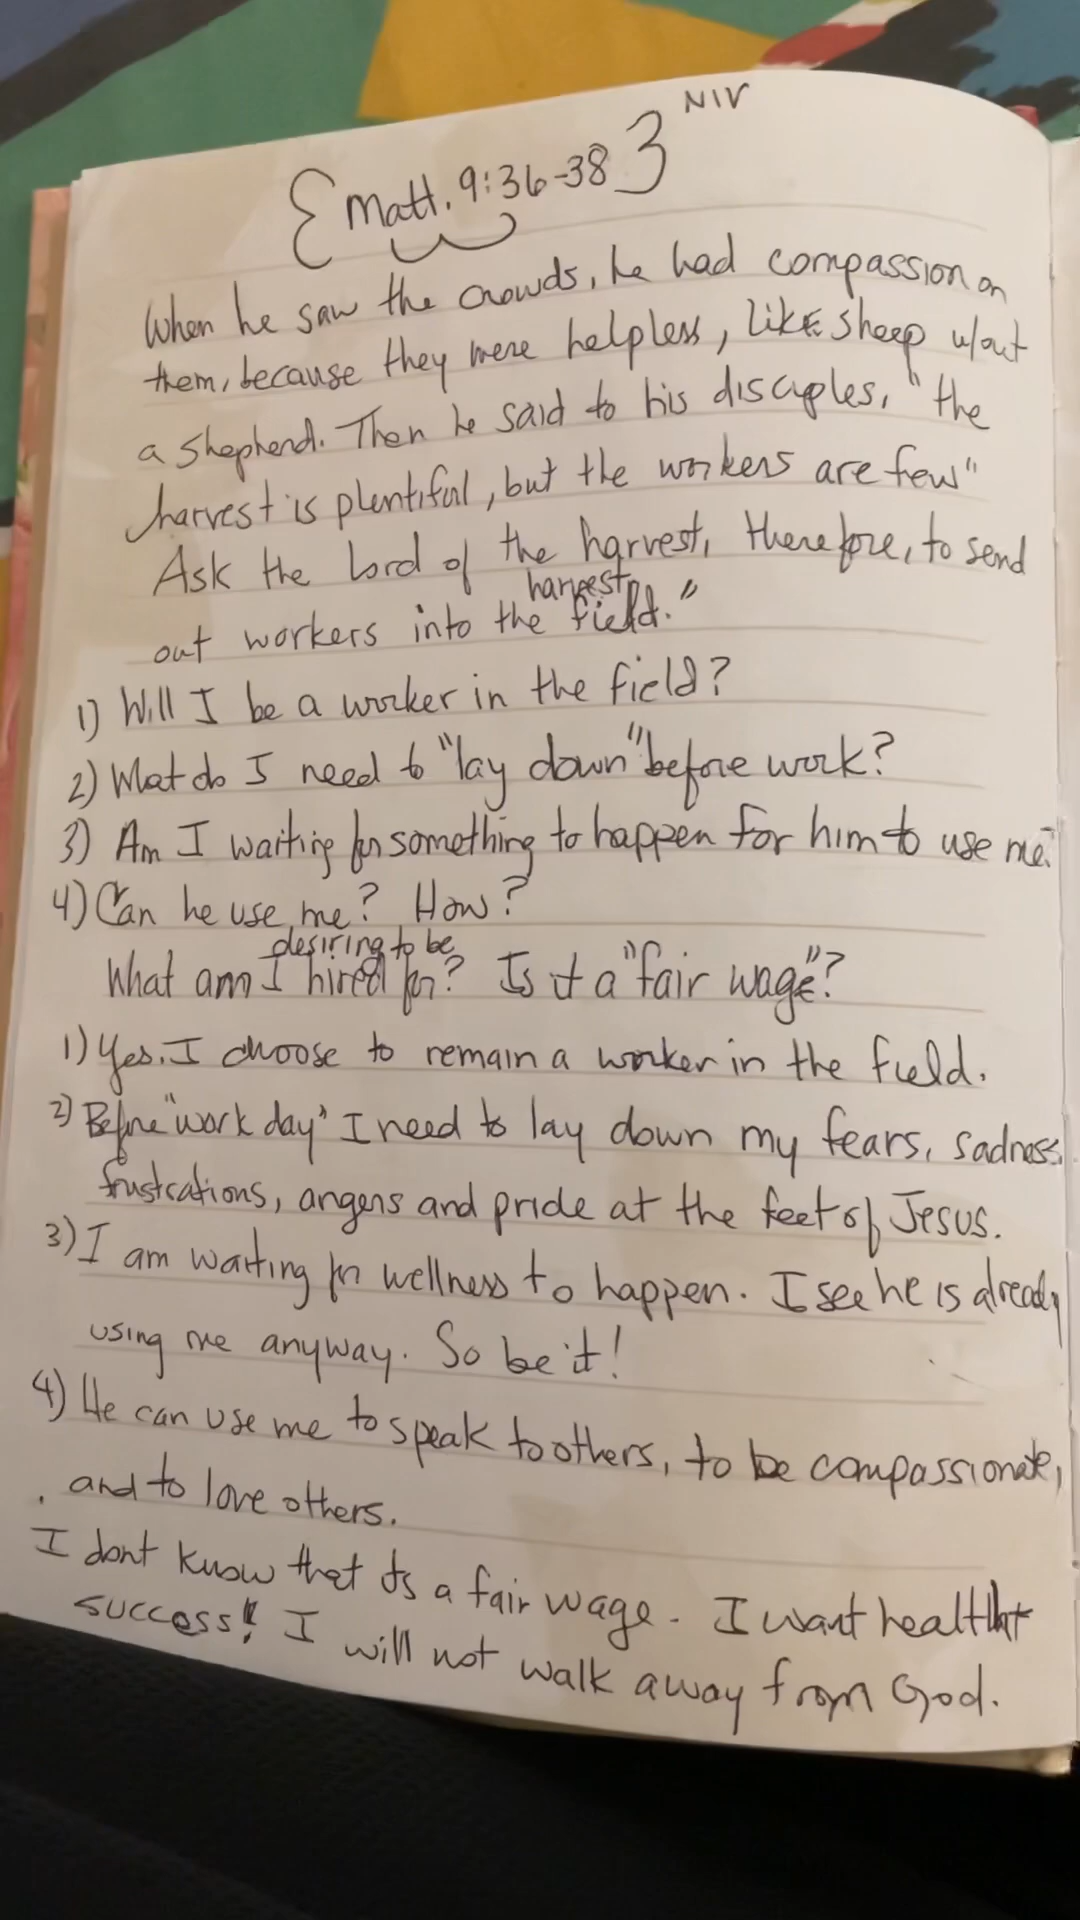 NIV
{ Matt. 9:36-38 }
When he saw the crowds, he had compassion on
them, because they were helpless, like sheep w/out
a shepherd. Then he said to his disciples, "the
harvest is plentiful, but the workers are few"
Ask the Lord of the harvest, therefore, to send
harvest
out workers into the field."
1) Will I be a worker in the field?
2) What do I need to "lay down" before work?
3) Am I waiting for something to happen for him to use me?
4) Can he use me? How?
desiring to be
What am I hired for? Is it a "fair wage"?
1) Yes. I choose to remain a worker in the field.
2) Before "work day" I need to lay down my fears, sadness,
frustrations, angers and pride at the feet of Jesus.
3) I am waiting for wellness to happen. I see he is already
using me anyway. So be it!
4) He can use me to speak to others, to be compassionate,
and to love others.
I dont know that its a fair wage. I want health
success! I will not walk away from God.